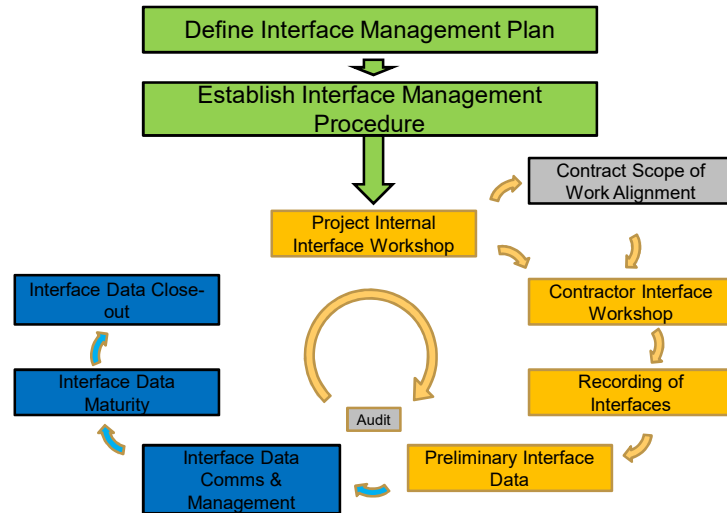 Define Interface Management Plan
Establish Interface Management
Procedure
Contract Scope of
Work Alignment
Project Internal
Interface Workshop
Contractor Interface
Workshop
Recording of
Interfaces
Preliminary Interface
Data
Interface Data
Comms & Management
Interface Data
Maturity
Interface Data Close-
out
Audit